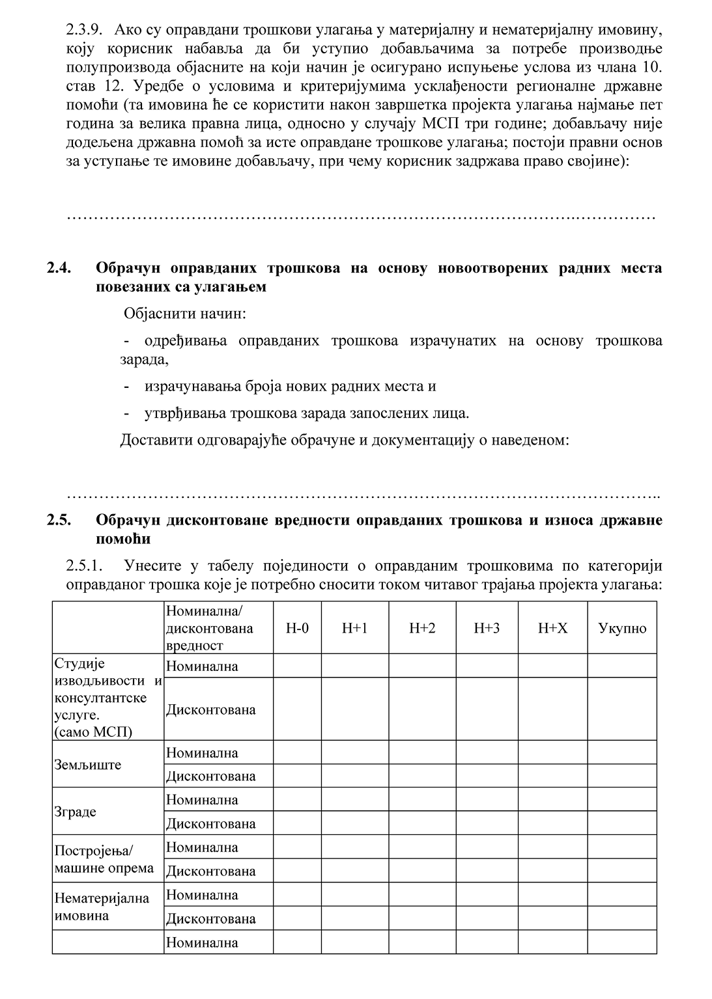 2.3.9. Ако су оправдани трошкови улагања у материјалну и нематеријалну имовину,
коју корисник набавља да би уступио добављачима за потребе производње
полупроизвода објасните на који начин је осигурано испуњење услова из члана 10.
став 12. Уредбе о условима и критеријумима усклађености регионалне државне
помоћи (та имовина ће се користити након завршетка пројекта улагања најмање пет
година за велика правна лица, односно у случају МСП три године; добављачу није
додељена државна помоћ за исте оправдане трошкове улагања; постоји правни основ
за уступање те имовине добављачу, при чему корисник задржава право својине):
……………………………………………………………………………………….……………
2.4. Обрачун оправданих трошкова на основу новоотворених радних места
повезаних са улагањем
Објаснити начин:
- одређивања оправданих трошкова израчунатих на основу трошкова
зарада,
- израчунавања броја нових радних места и
- утврђивања трошкова зарада запослених лица.
Доставити одговарајуће обрачуне и документацију о наведеном:
……………………………………………………………………………………………………..
2.5. Обрачун дисконтоване вредности оправданих трошкова и износа државне
помоћи
2.5.1. Унесите у табелу појединости о оправданим трошковима по категорији
оправданог трошка које је потребно сносити током читавог трајања пројекта улагања:
Номинална/
дисконтована
вредност
Н-0 Н+1 Н+2 Н+3 Н+Х Укупно
Студије
изводљивости и
консултантске
услуге.
(само МСП)
Номинална
Дисконтована
Земљиште
Номинална
Дисконтована
Зграде
Номинална
Дисконтована
Постројења/
машине опрема
Номинална
Дисконтована
Нематеријална
имовина
Номинална
Дисконтована
Номинална